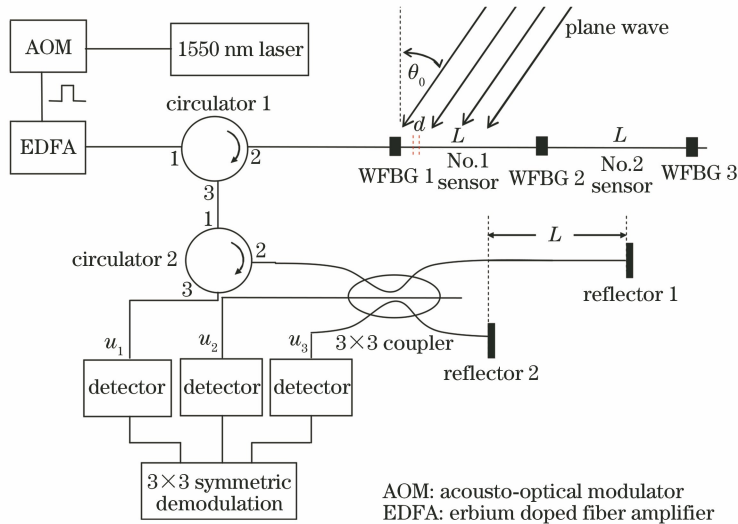 AOM
1550 nm laser
plane wave
θ0
circulator 1
EDFA
1
2
3
d
L
L
WFBG 1
No.1
sensor
WFBG 2
No.2
sensor
WFBG 3
1
circulator 2
2
3
L
reflector 1
u1
u2
u3
3×3 coupler
reflector 2
detector
detector
detector
3×3 symmetric
demodulation
AOM: acousto-optical modulator
EDFA: erbium doped fiber amplifier